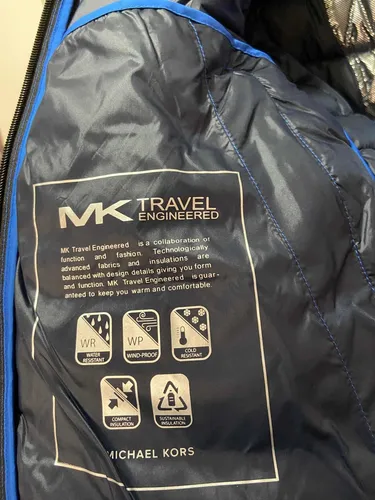 MK TRAVEL
ENGINEERED
MK Travel Engineered is a collaboration of
function and fashion. Technologically
advanced fabrics and insulations are
balanced with design details giving you form
and function. MK Travel Engineered is guar-
anteed to keep you warm and comfortable.
WR WP
WATER
RESISTANT
WIND-PROOF
COLD
RESISTANT
COMPACT
INSULATION
SUSTAINABLE
INSULATION
MICHAEL KORS